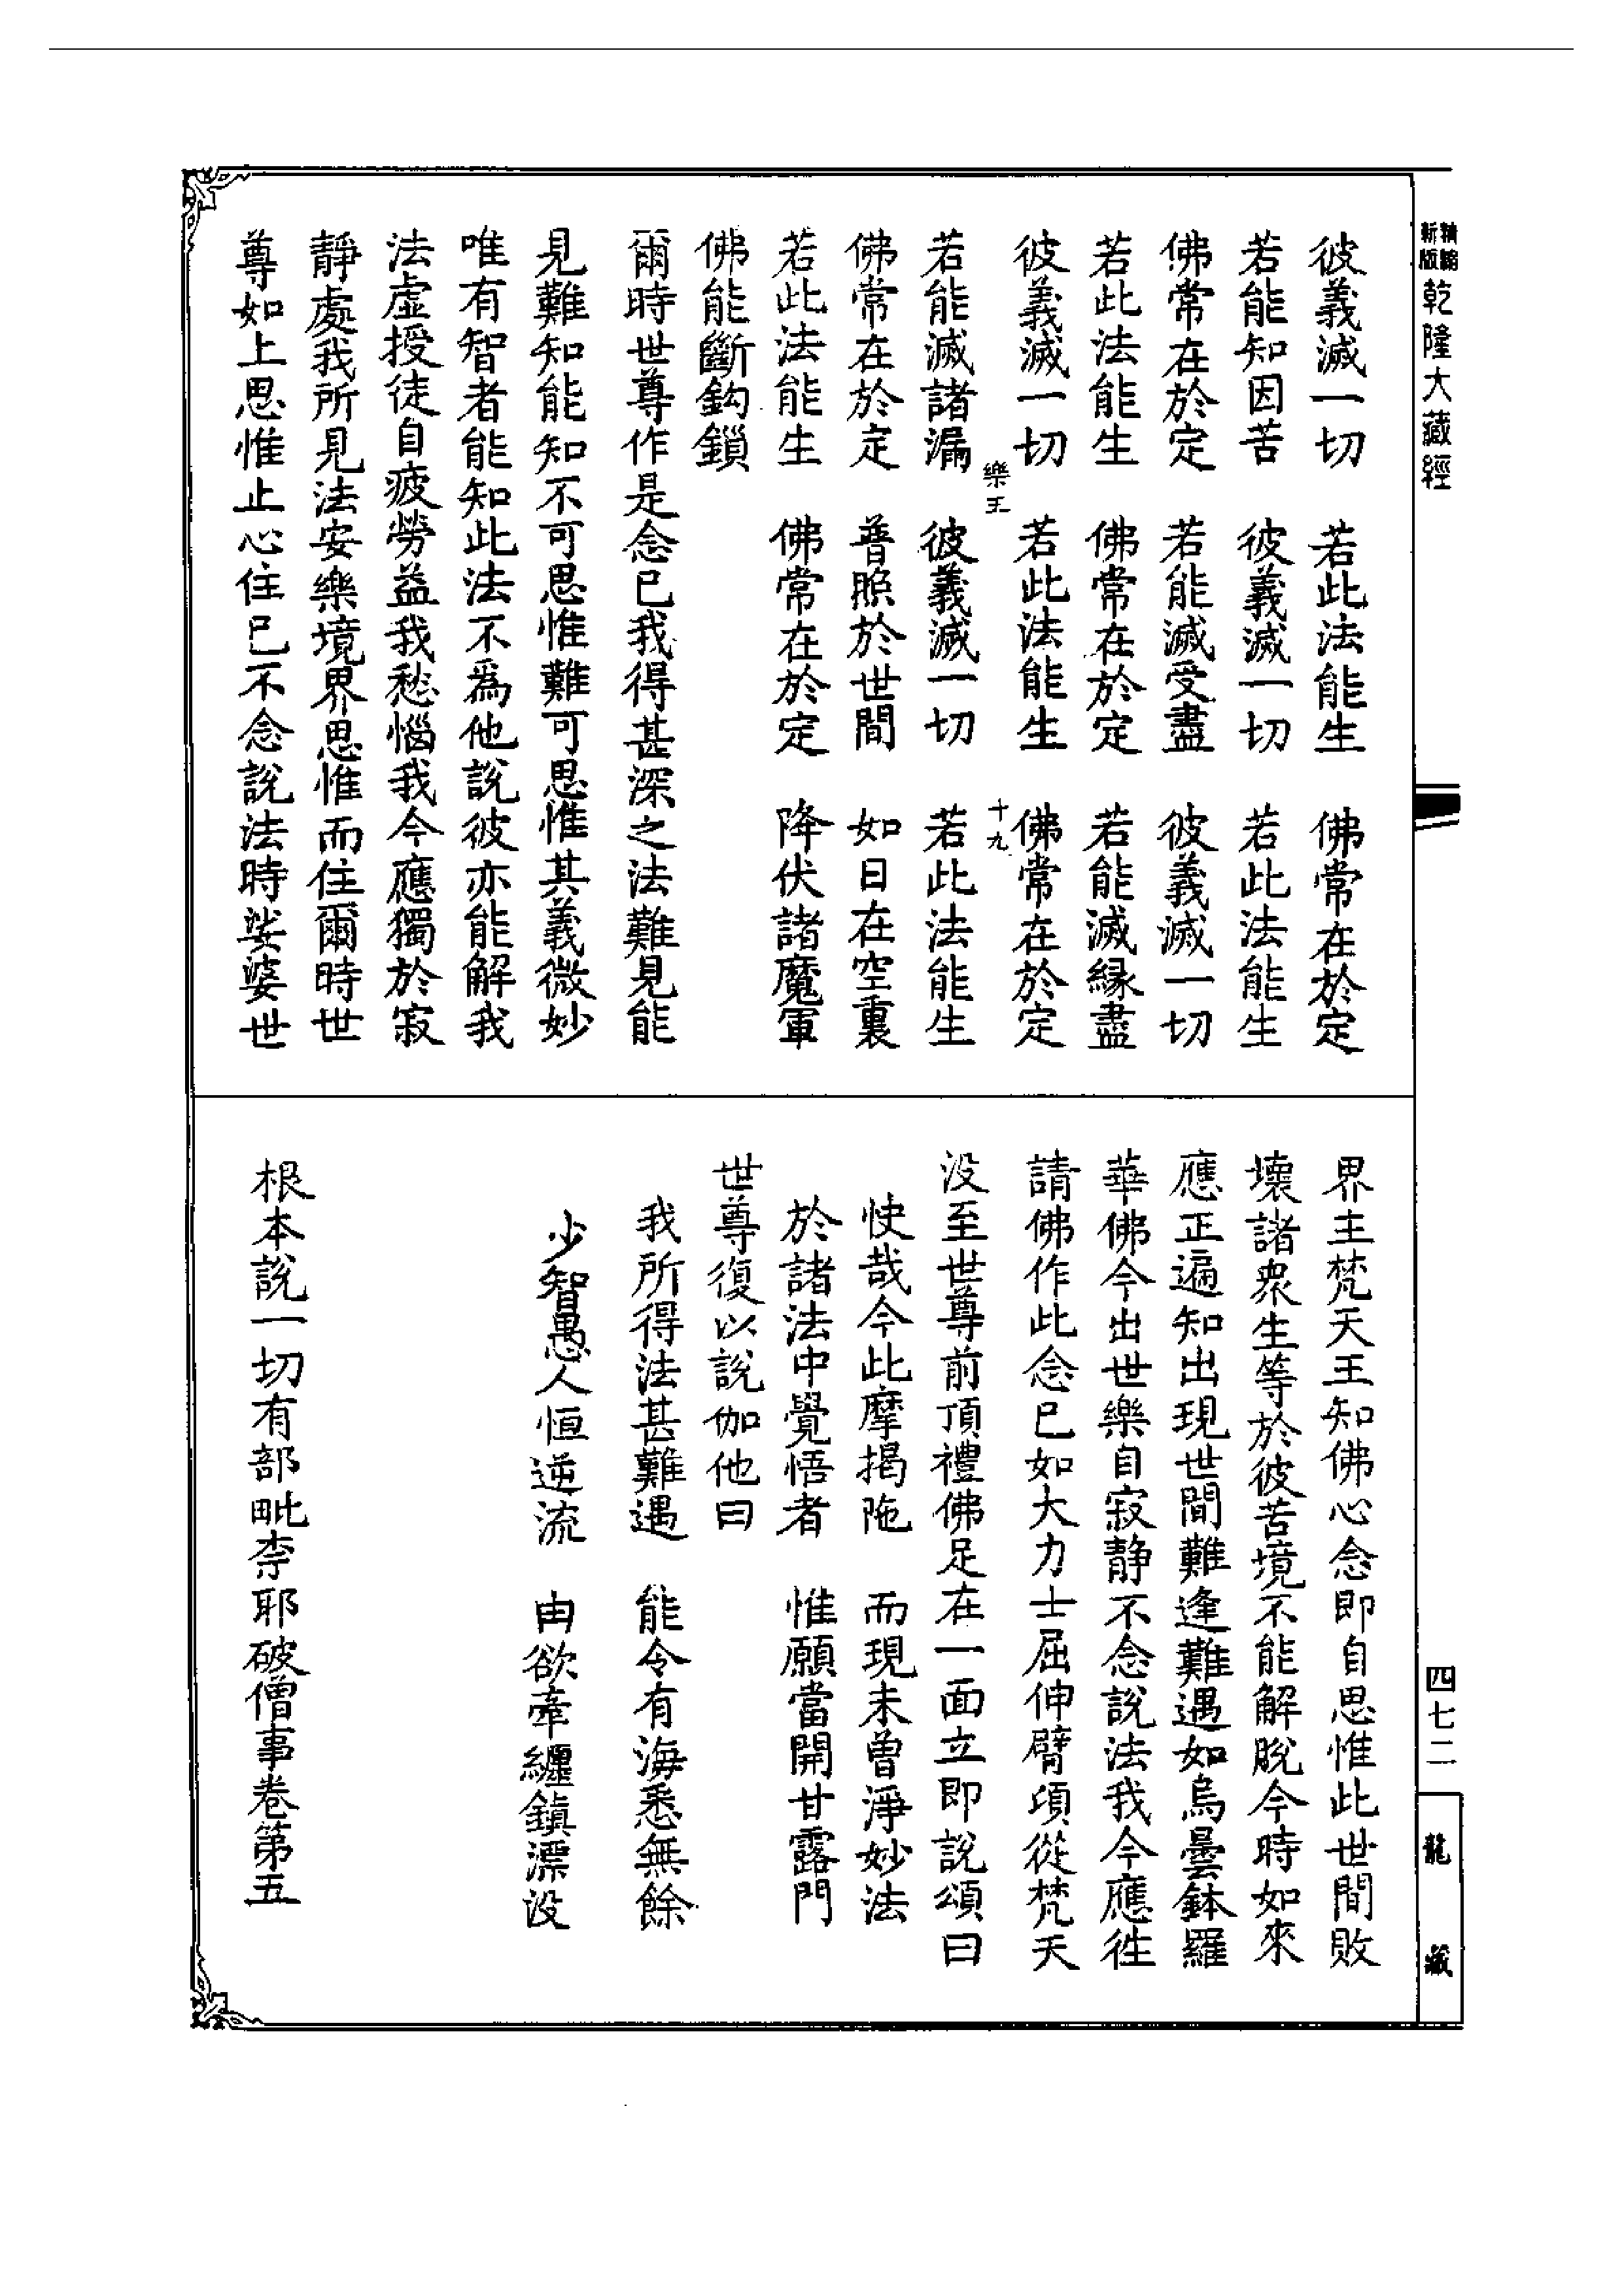 精縮新版乾隆大藏經
彼義滅一切　若此法能生　佛常在於定
若能知因苦　彼義滅一切　若此法能生
佛常在於定　若能滅受盡　彼義滅一切
若此法能生　佛常在於定　若能滅縁盡
彼義滅一切　若此法能生　佛常在於定
樂王　十九
若能滅諸漏　彼義滅一切　若此法能生
佛常在於定　普照於世間　如日在空裏
若此法能生　佛常在於定　降伏諸魔軍
佛能斷鈎鎖
爾時世尊作是念已我得甚深之法難見能
見難知能知不可思惟難可思惟其義微妙
唯有智者能知此法不爲他說彼亦能解我
法虚授徒自疲勞益我愁惱我今應獨於寂
靜處我所見法安樂境界思惟而住爾時世
尊如上思惟止心住已不念說法時娑婆世
界主梵天王知佛心念即自思惟此世間敗
壞諸衆生等於彼苦境不能解脫今時如來
應正遍知出現世間難逢難遇如烏曇鉢羅
華佛今出世樂自寂静不念說法我今應徃
請佛作此念已如大力士屈伸臂頃從梵天
没至世尊前頂禮佛足在一面立即說頌曰
快哉今此摩揭陁　而現未曾淨妙法
於諸法中覺悟者　惟願當開甘露門
世尊復以說伽他曰
我所得法甚難遇　能令有海悉無餘
少智愚人恒逆流　由欲牽纏鎮漂没
根本說一切有部毗柰耶破僧事卷第五
四七二
龍藏